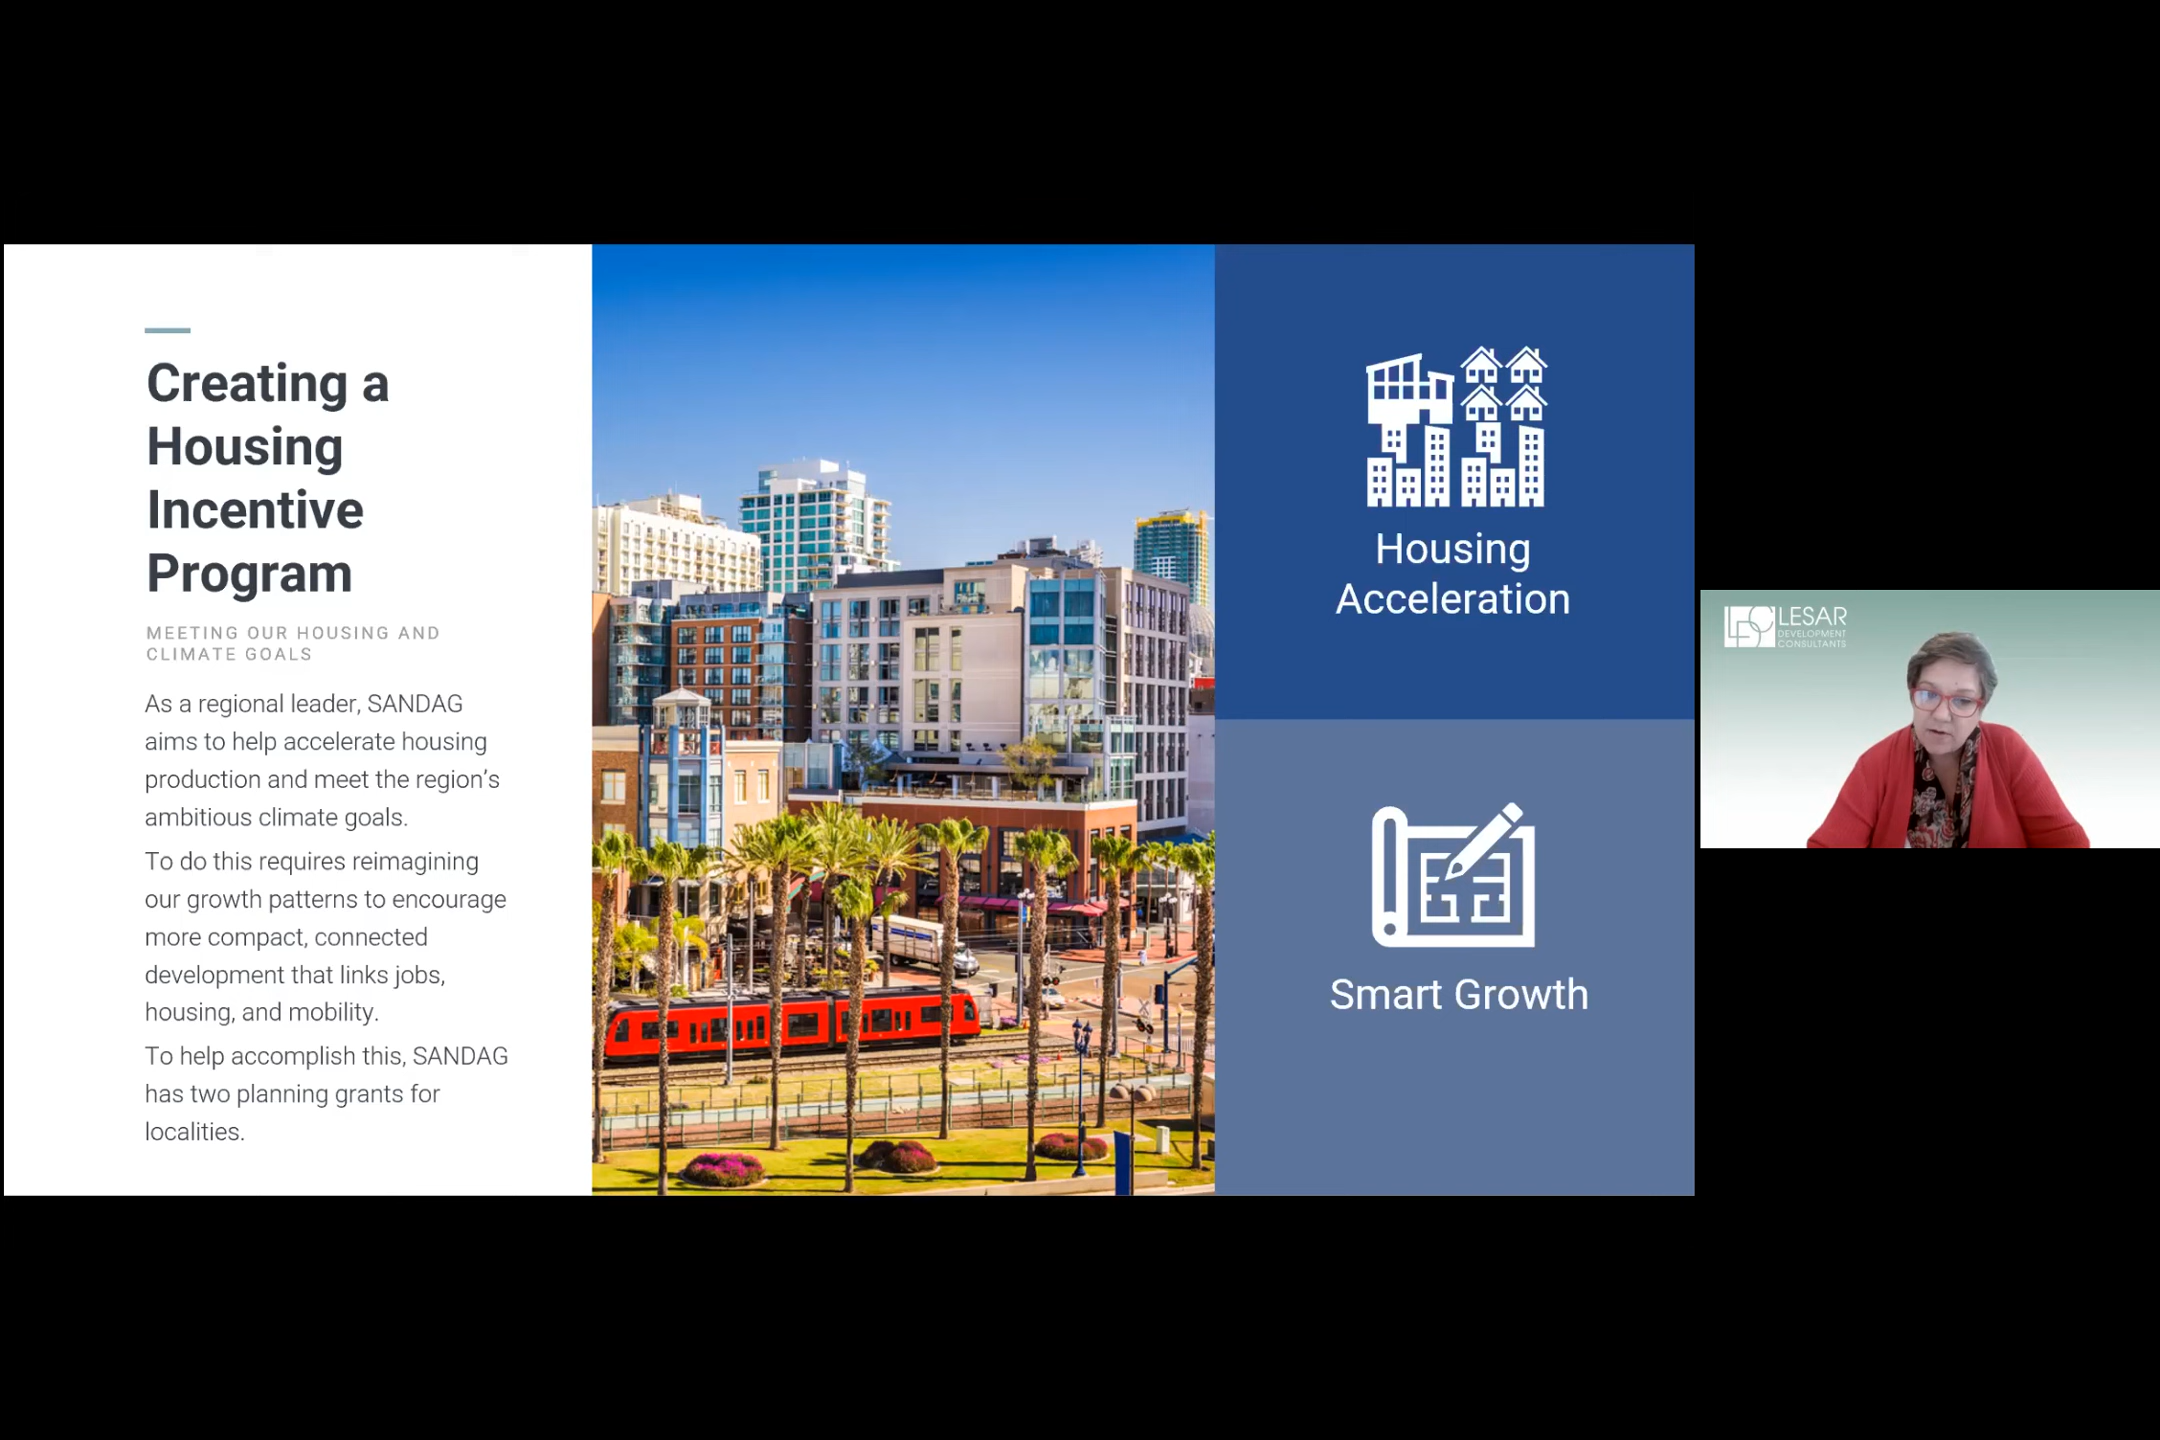 Creating a
Housing
Incentive
Program
MEETING OUR HOUSING AND
CLIMATE GOALS
As a regional leader, SANDAG
aims to help accelerate housing
production and meet the region's
ambitious climate goals.
To do this requires reimagining
our growth patterns to encourage
more compact, connected
development that links jobs,
housing, and mobility.
To help accomplish this, SANDAG
has two planning grants for
localities.
Housing
Acceleration
Smart Growth
LDC LESAR
DEVELOPMENT
CONSULTANTS